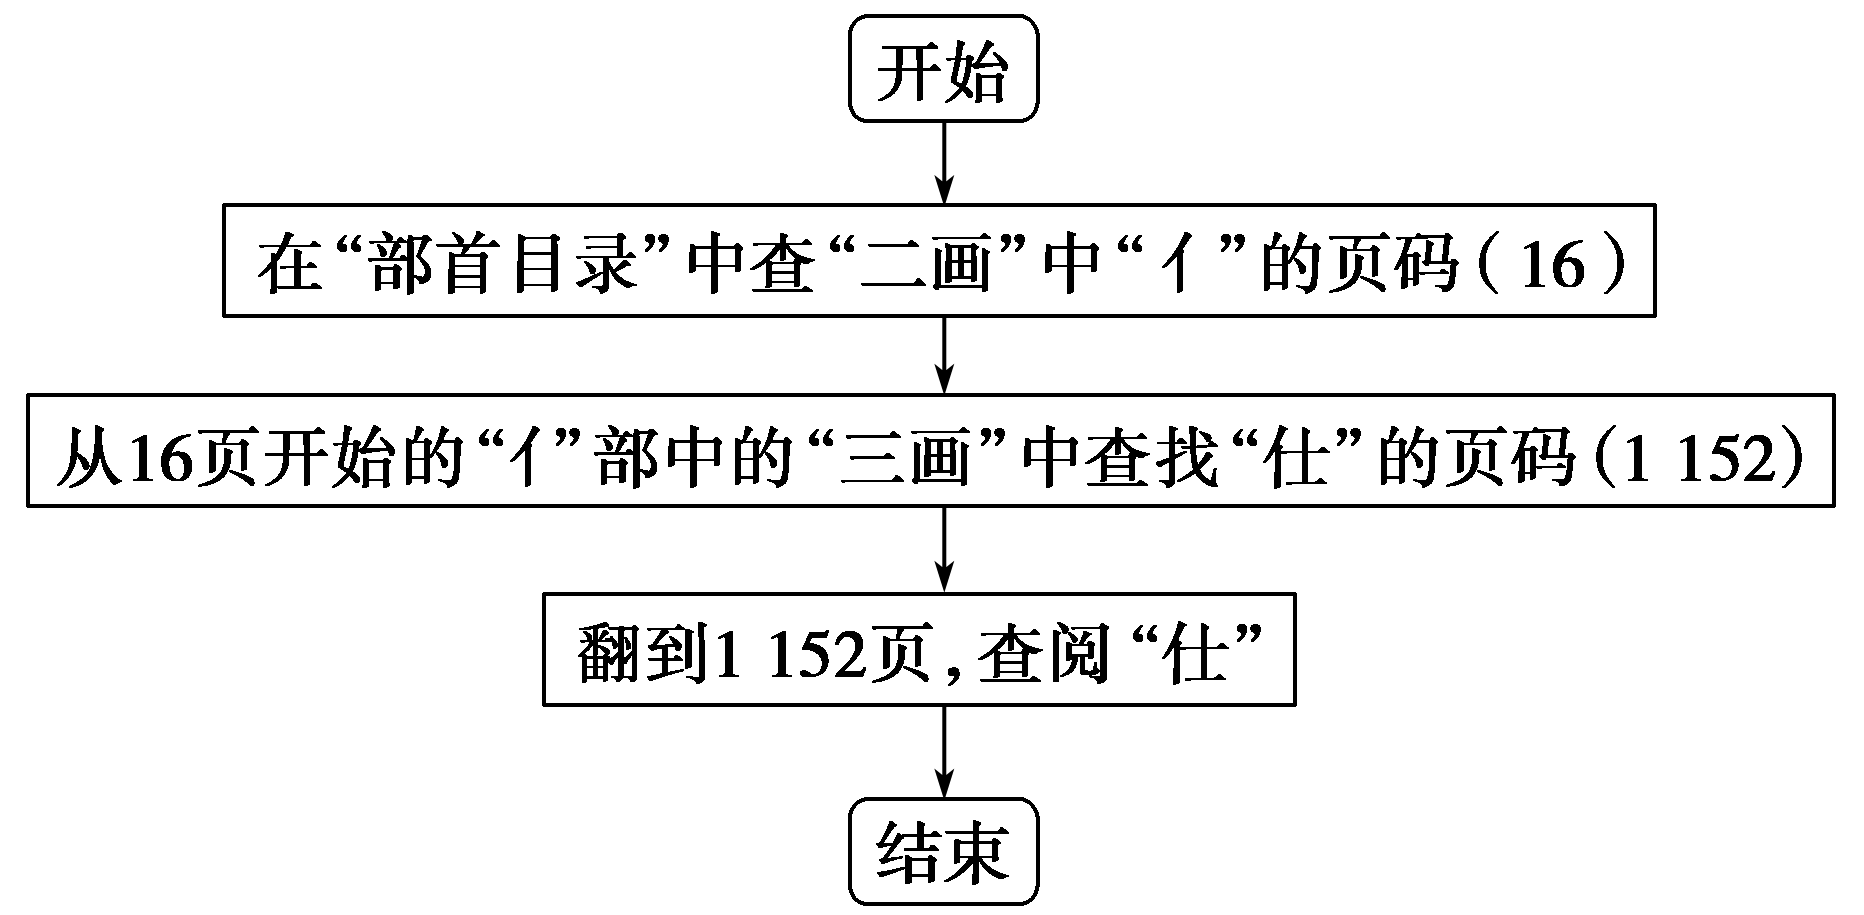 开始
在“部首目录”中查“二画”中“亻”的页码(16)
从16页开始的“亻”部中的“三画”中查找“仕”的页码(1 152)
翻到1 152页,查阅“仕”
结束